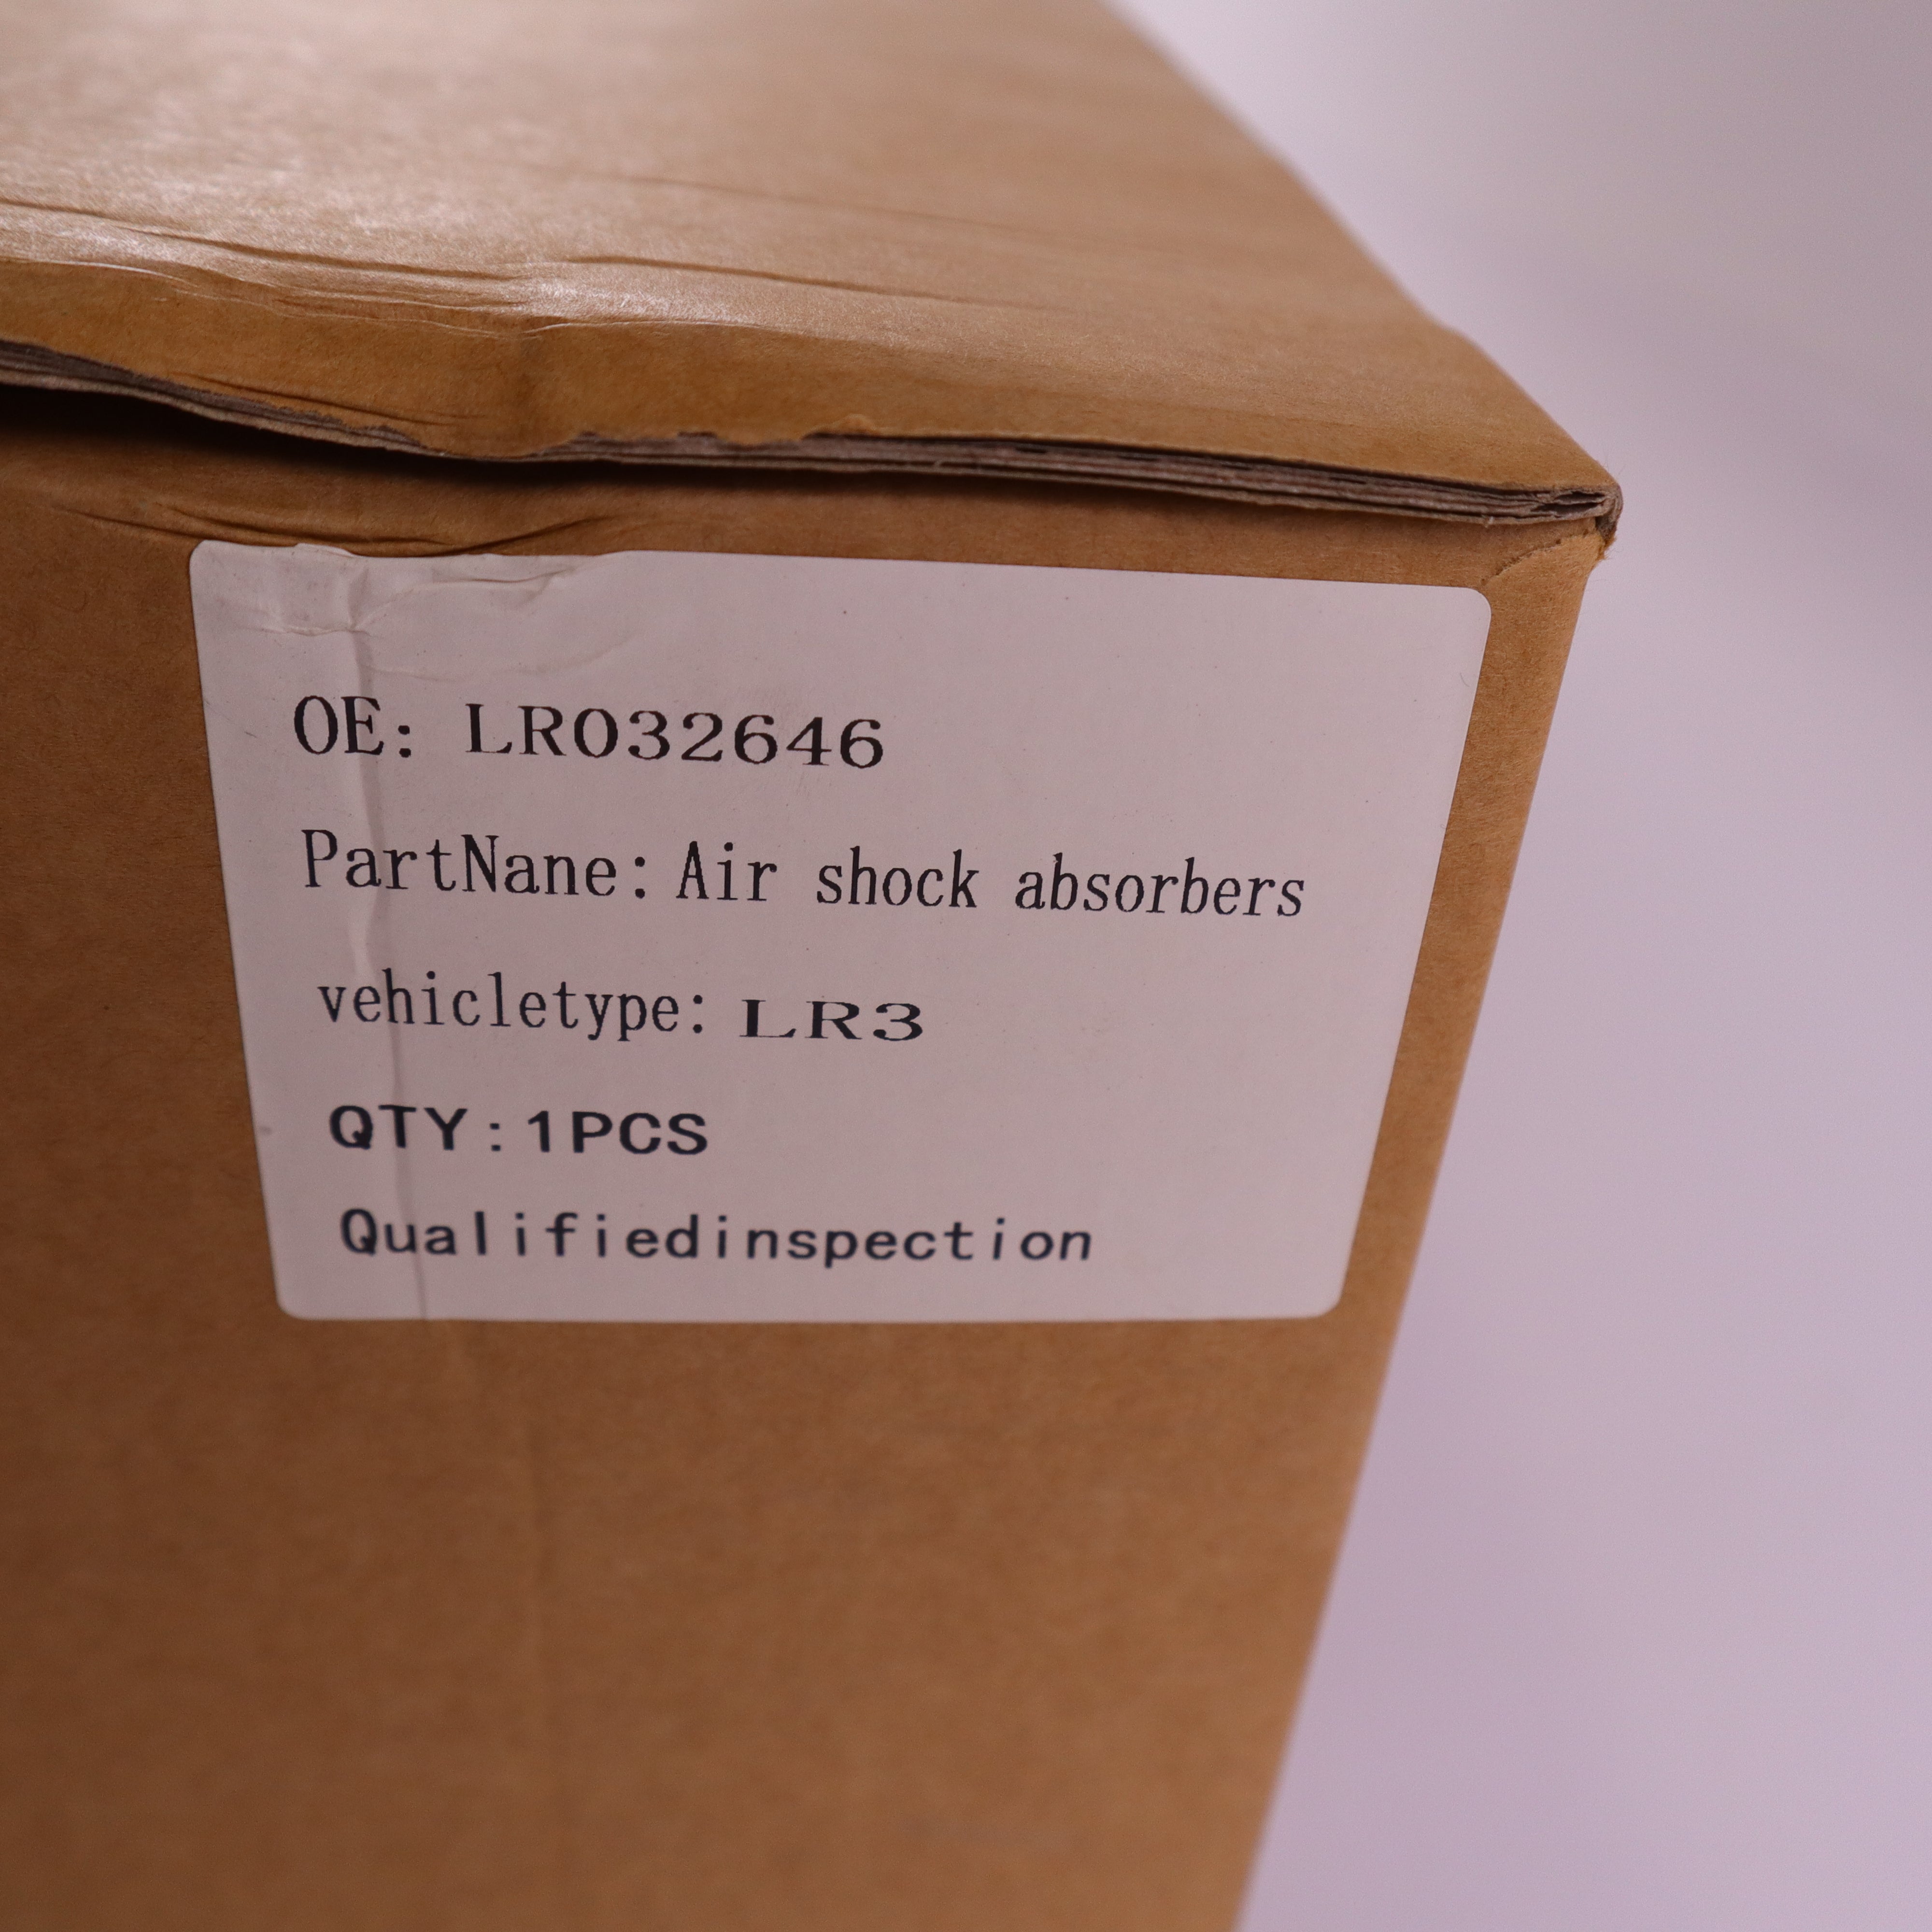 OE: LR032646
PartNane: Air shock absorbers
vehicletype: LR3
QTY:1PCS
Qualifiedinspection